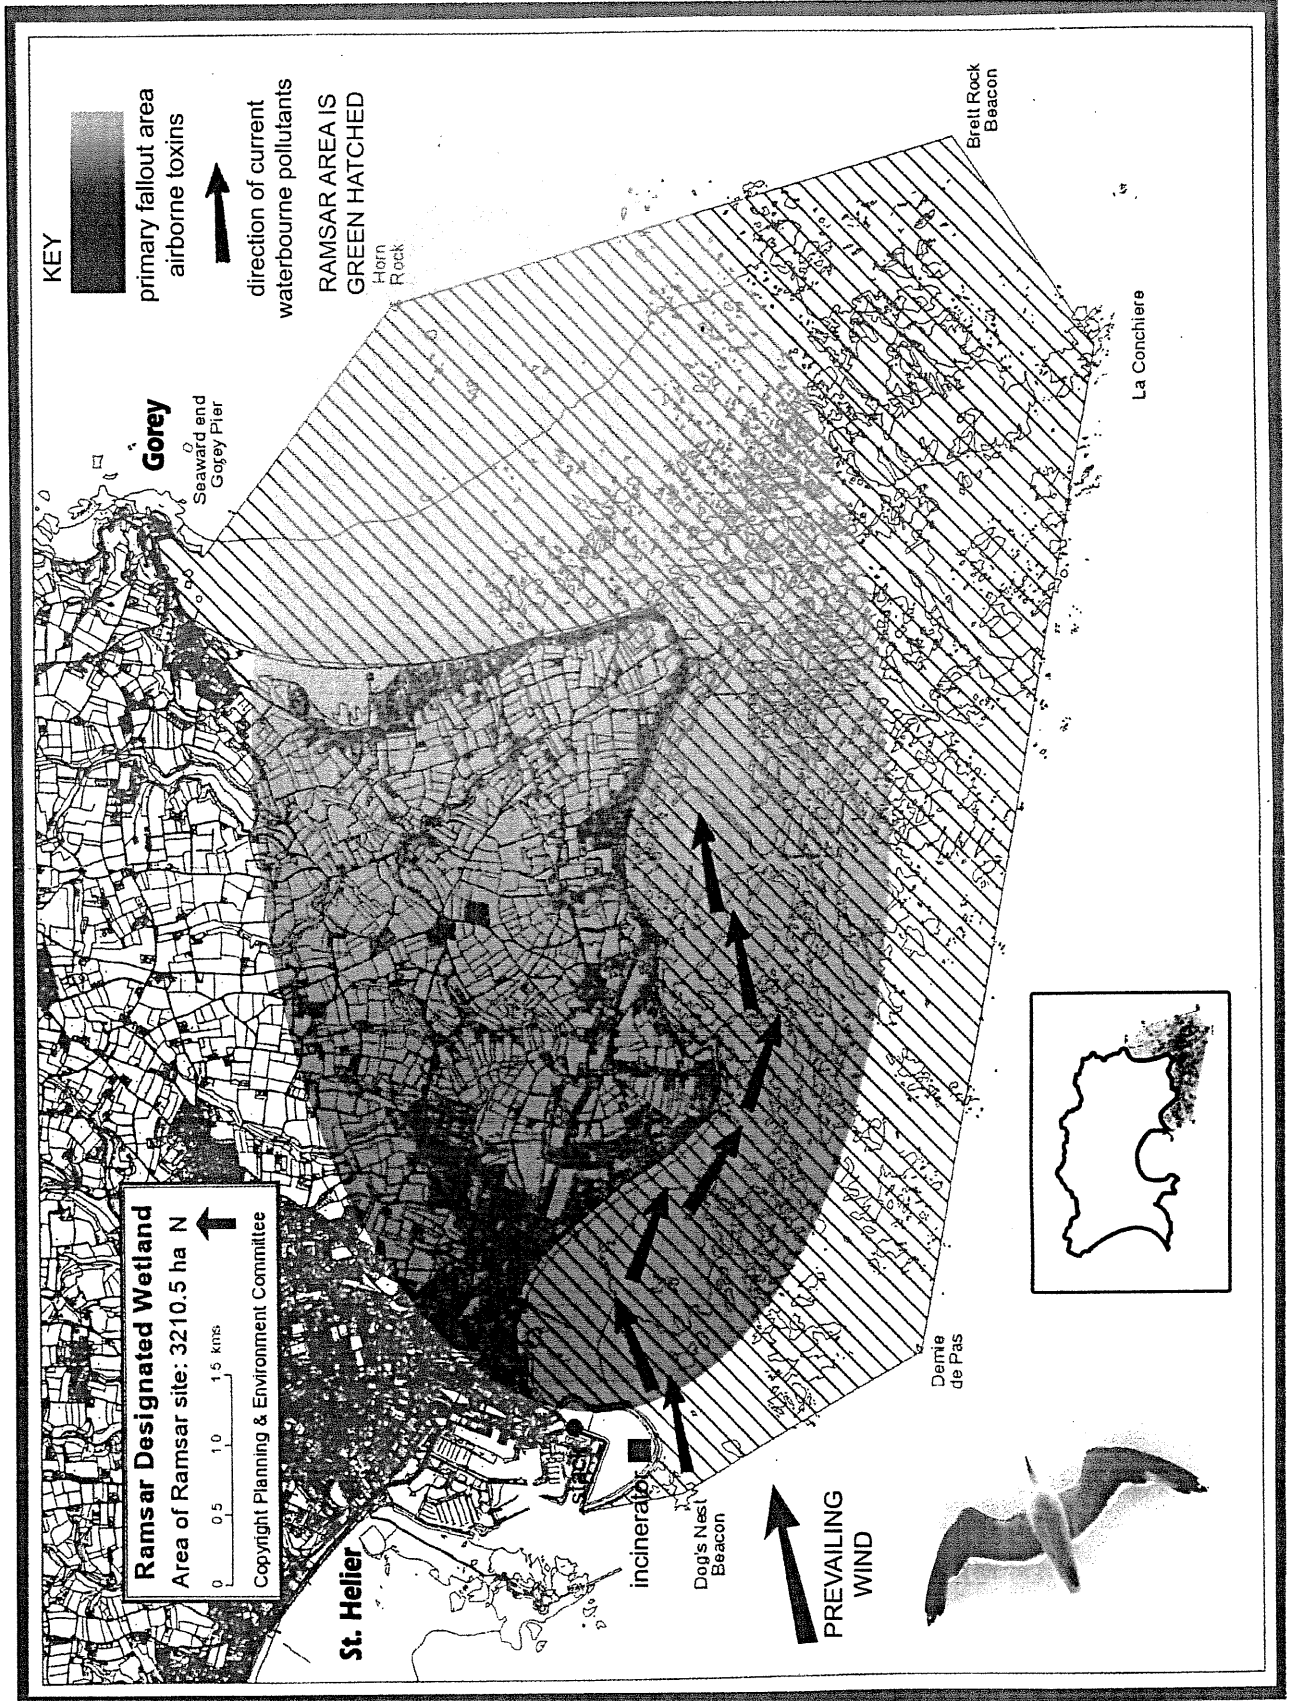 Ramsar Designated Wetland
Area of Ramsar site: 3210.5 ha N
0 0.5 1.0 1.5 kms
Copyright Planning & Environment Committee
KEY
primary fallout area
airborne toxins
direction of current
waterbourne pollutants
RAMSAR AREA IS
GREEN HATCHED
Horn
Rock
Gorey
Seaward end
Gorey Pier
Brett Rock
Beacon
La Conchiere
Demie
de Pas
St. Helier
stack
incinerator
Dog's Nest
Beacon
PREVAILING
WIND